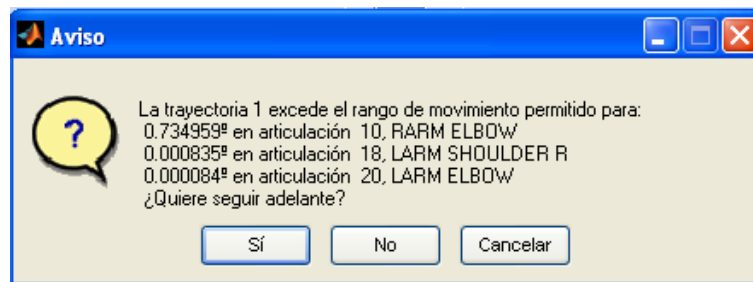 Aviso
La trayectoria 1 excede el rango de movimiento permitido para:
0.734959º en articulación 10, RARM ELBOW
0.000835º en articulación 18, LARM SHOULDER R
0.000084º en articulación 20, LARM ELBOW
¿Quiere seguir adelante?
Sí No Cancelar